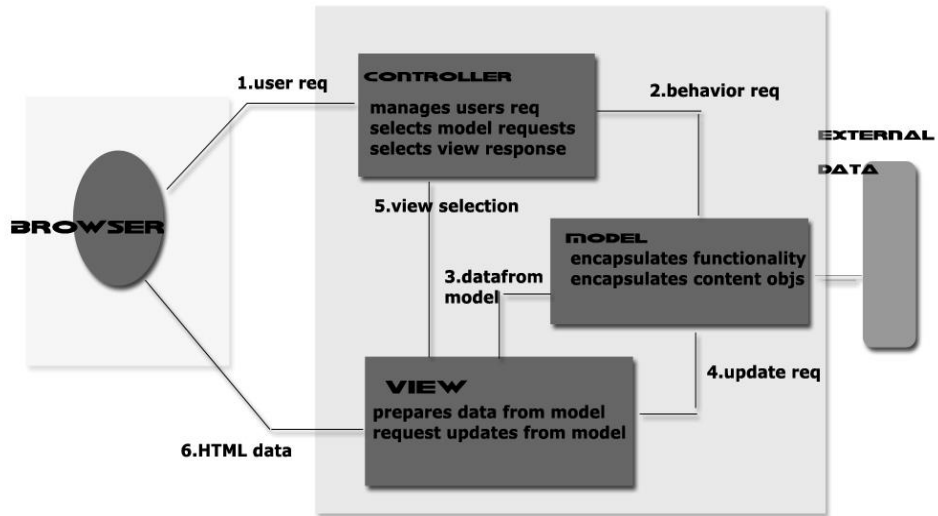 1.user req
CONTROLLER
manages users req
selects model requests
selects view response
2.behavior req
EXTERNAL
DATA
BROWSER
5.view selection
MODEL
encapsulates functionality
encapsulates content objs
3.datafrom
model
4.update req
VIEW
prepares data from model
request updates from model
6.HTML data